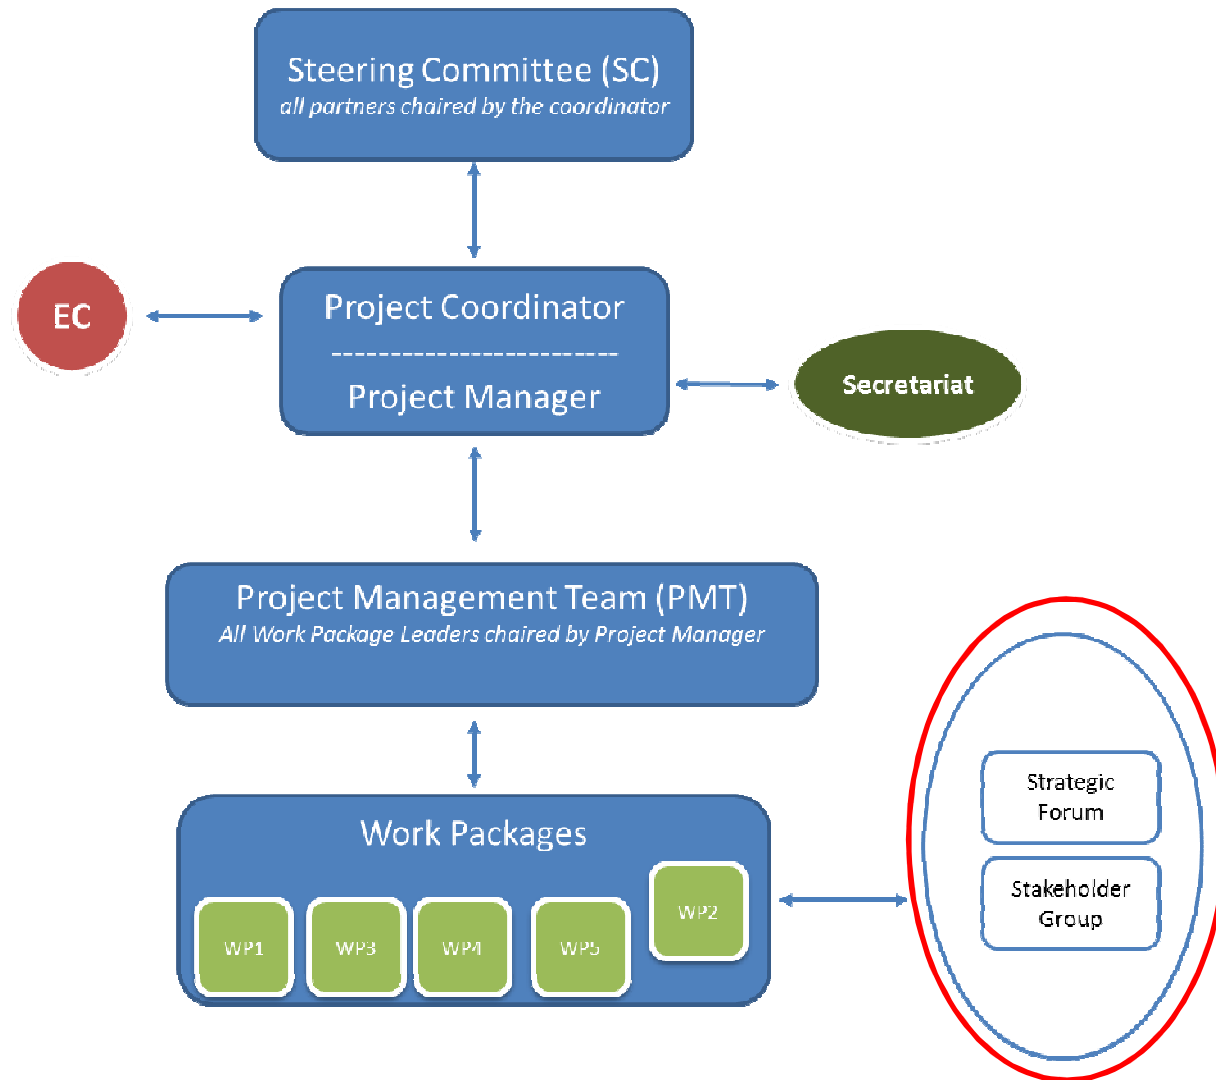 Steering Committee (SC)
all partners chaired by the coordinator
EC
Project Coordinator
------------------------
Project Manager
Secretariat
Project Management Team (PMT)
All Work Package Leaders chaired by Project Manager
Work Packages
WP1
WP3
WP4
WP5
WP2
Strategic
Forum
Stakeholder
Group